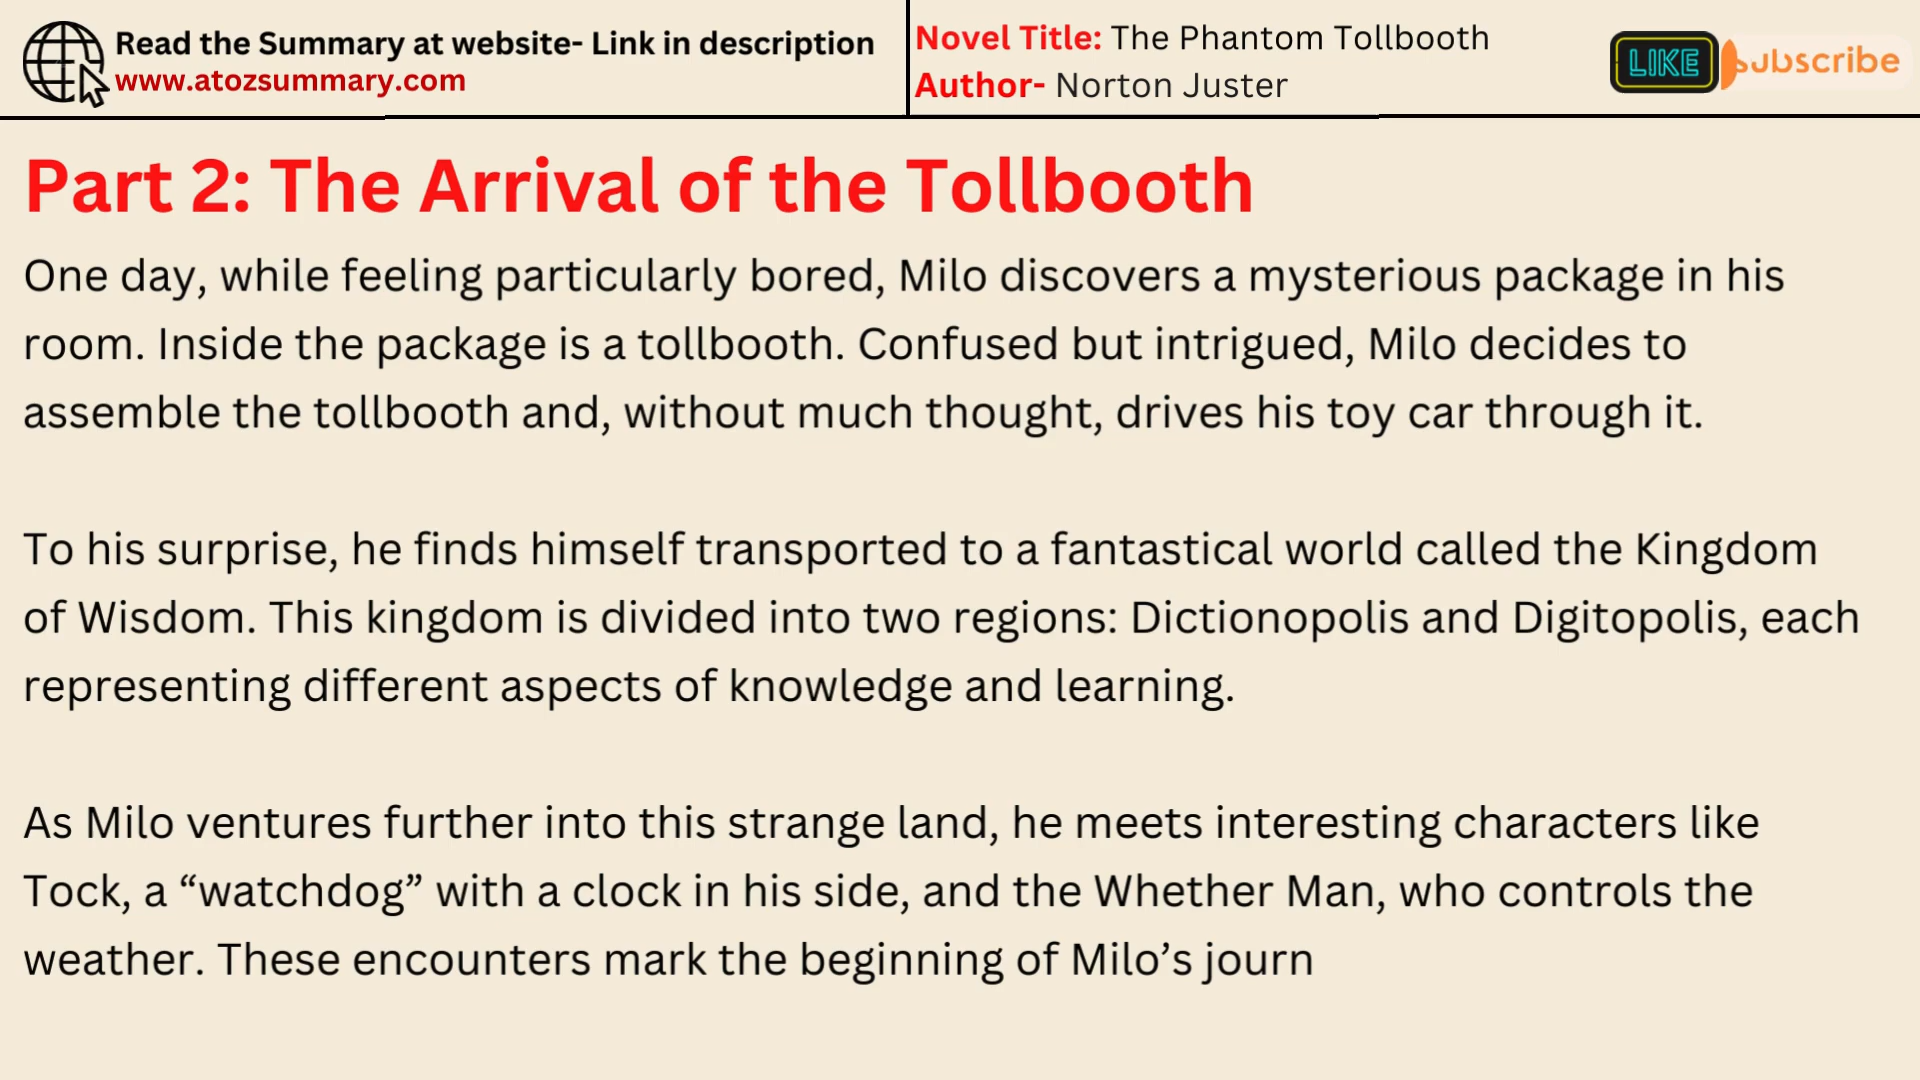 Read the Summary at website- Link in description
www.atozsummary.com
Novel Title: The Phantom Tollbooth
Author- Norton Juster
LIKE
Subscribe
Part 2: The Arrival of the Tollbooth
One day, while feeling particularly bored, Milo discovers a mysterious package in his
room. Inside the package is a tollbooth. Confused but intrigued, Milo decides to
assemble the tollbooth and, without much thought, drives his toy car through it.
To his surprise, he finds himself transported to a fantastical world called the Kingdom
of Wisdom. This kingdom is divided into two regions: Dictionopolis and Digitopolis, each
representing different aspects of knowledge and learning.
As Milo ventures further into this strange land, he meets interesting characters like
Tock, a “watchdog” with a clock in his side, and the Whether Man, who controls the
weather. These encounters mark the beginning of Milo’s journ